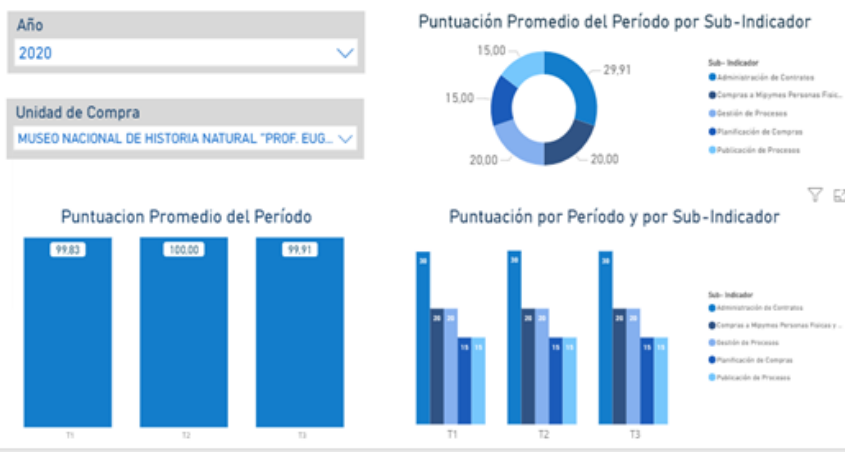 Año
2020
Unidad de Compra
MUSEO NACIONAL DE HISTORIA NATURAL "PROF. EUG...
Puntuación Promedio del Período por Sub-Indicador
15,00
29,91
15,00
20,00
20,00
Sub- Indicador
Administración de Contratos
Compras a Mipymes Personas Físic...
Gestión de Procesos
Planificación de Compras
Publicación de Procesos
Puntuacion Promedio del Período
99,83
100,00
99,91
T1
T2
T3
Puntuación por Período y por Sub-Indicador
30
20
20
15
15
30
20
20
15
15
30
20
20
15
15
T1
T2
T3
Sub- Indicador
Administración de Contratos
Compras a Mipymes Personas Físicas y ...
Gestión de Procesos
Planificación de Compras
Publicación de Procesos